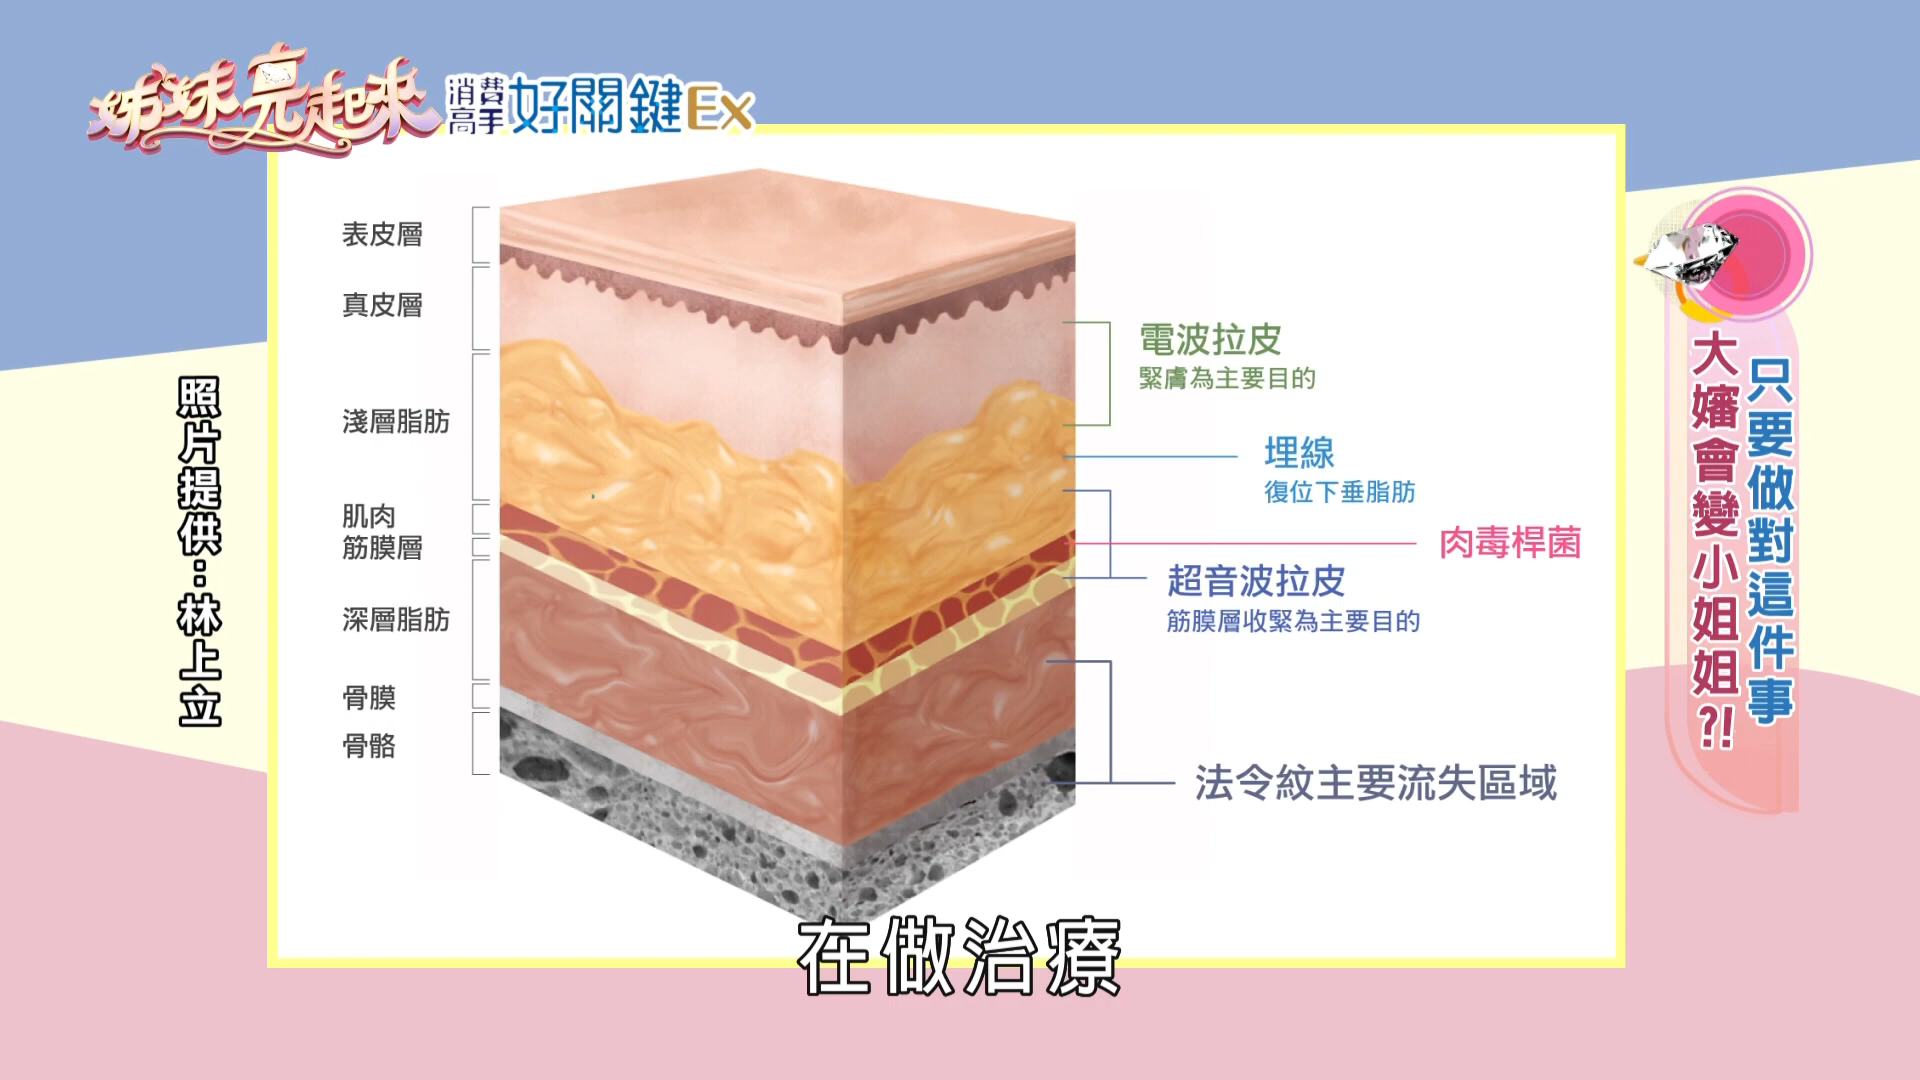 姊妹亮起來
消費高手 好關鍵Ex
表皮層
真皮層
淺層脂肪
肌肉
筋膜層
深層脂肪
骨膜
骨骼
電波拉皮
緊膚為主要目的
埋線
復位下垂脂肪
肉毒桿菌
超音波拉皮
筋膜層收緊為主要目的
法令紋主要流失區域
照片提供:林上立
只要做對這件事
大嬸會變小姐姐?!
在做治療